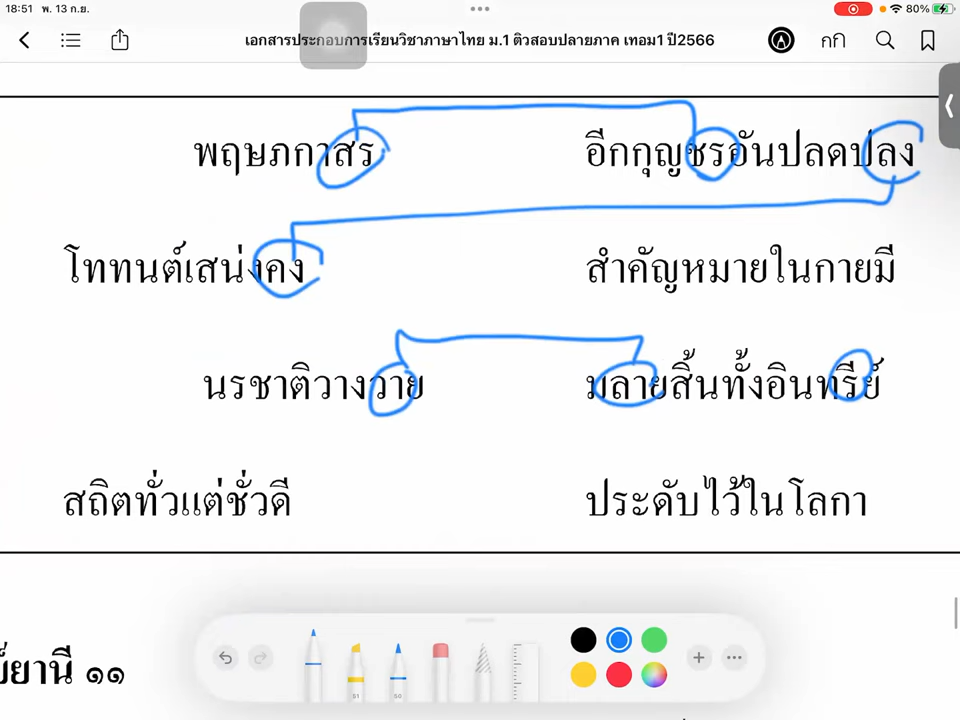 18:51 พ. 13 ก.ย. 80%
เอกสารประกอบการเรียนวิชาภาษาไทย ม.1 ติวสอบปลายภาค เทอม1 ปี2566
พฤษภกาสร อีกกุญชรอันปลดปลง
โททนต์เสน่งคง สำคัญหมายในกายมี
นรชาติวางวาย มลายสิ้นทั้งอินทรีย์
สถิตทั่วแต่ชั่วดี ประดับไว้ในโลกา
ยานี ๑๑
51 50